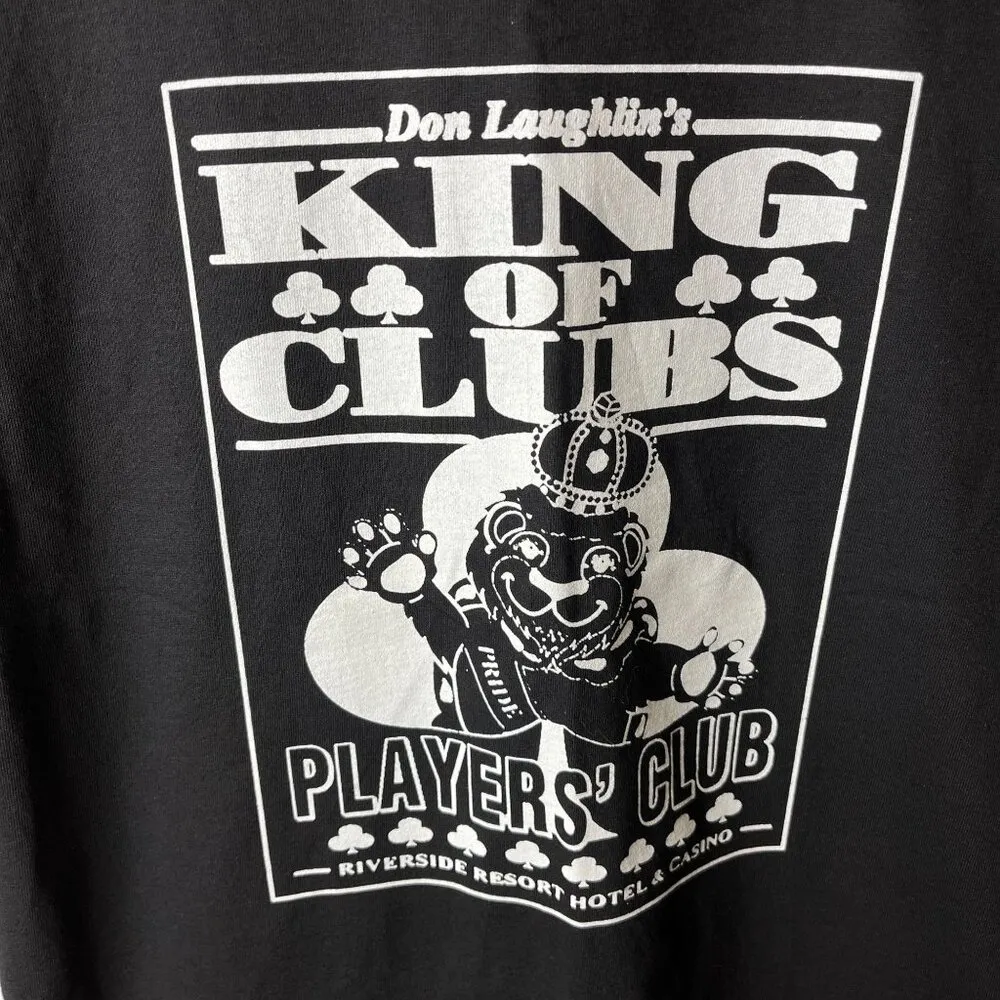 Don Laughlin's
KING
OF
CLUBS
PRIDE
PLAYERS' CLUB
RIVERSIDE RESORT HOTEL & CASINO